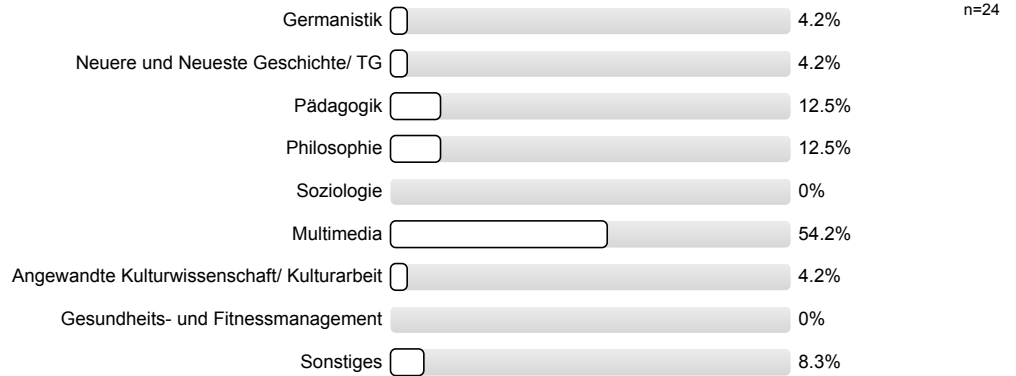 Germanistik 4.2% n=24
Neuere und Neueste Geschichte/ TG 4.2%
Pädagogik 12.5%
Philosophie 12.5%
Soziologie 0%
Multimedia 54.2%
Angewandte Kulturwissenschaft/ Kulturarbeit 4.2%
Gesundheits- und Fitnessmanagement 0%
Sonstiges 8.3%